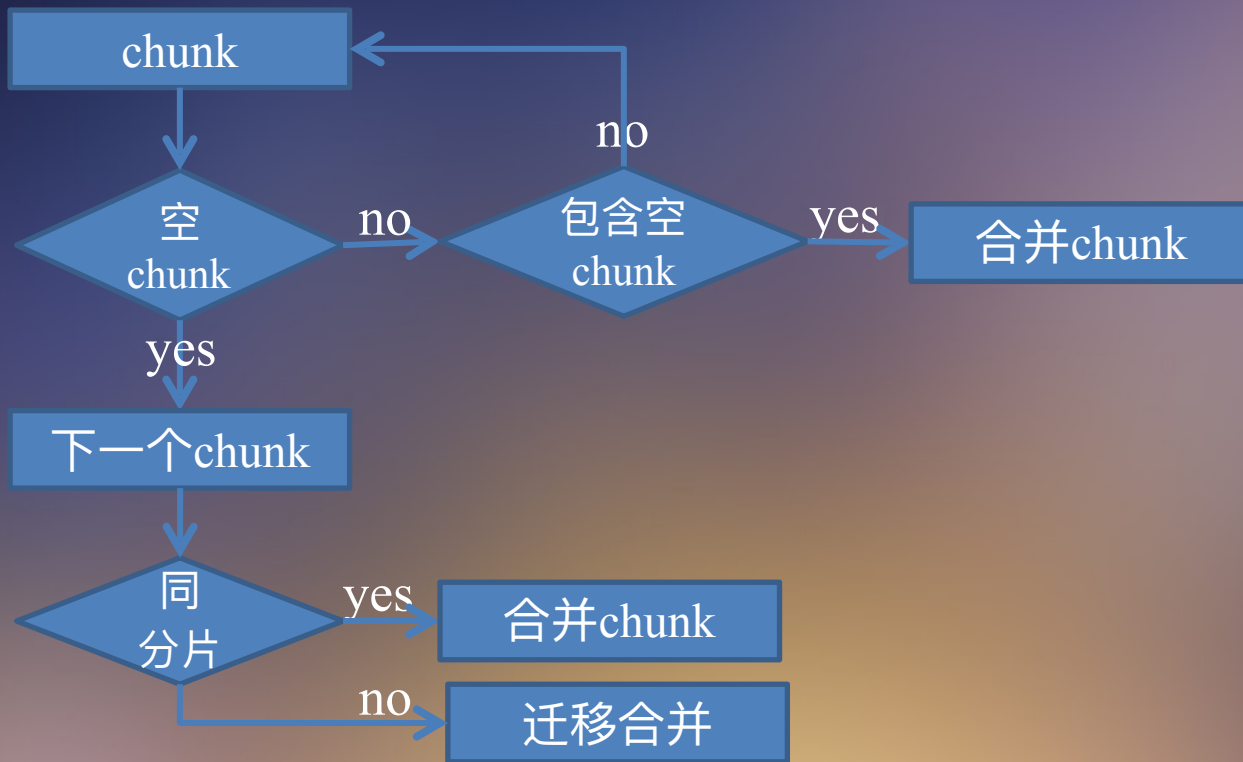 chunk
no
空
chunk
no
包含空
chunk
yes
合并chunk
yes
下一个chunk
同
分片
yes
合并chunk
no
迁移合并